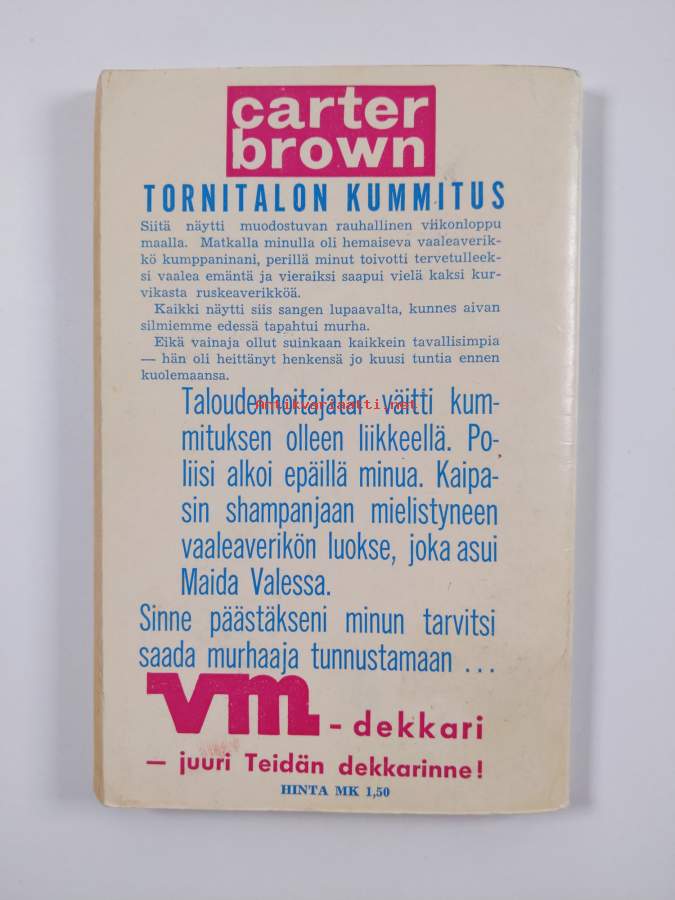 carter
brown
TORNITALON KUMMITUS
Siitä näytti muodostuvan rauhallinen viikonloppu
maalla. Matkalla minulla oli hemaiseva vaaleaverik-
kö kumppaninani, perillä minut toivotti tervetulleek-
si vaalea emäntä ja vieraiksi saapui vielä kaksi kur-
vikasta ruskeaverikköä.
Kaikki näytti siis sangen lupaavalta, kunnes aivan
silmiemme edessä tapahtui murha.
Eikä vainaja ollut suinkaan kaikkein tavallisimpia
— hän oli heittänyt henkensä jo kuusi tuntia ennen
kuolemaansa.
Taloudenhoitajatar väitti kum-
Antikvariaatti.net
mituksen olleen liikkeellä. Po-
liisi alkoi epäillä minua. Kaipa-
sin shampanjaan mielistyneen
vaaleaverikön luokse, joka asui
Maida Valessa.
Sinne päästäkseni minun tarvitsi
saada murhaaja tunnustamaan ...
vm - dekkari
— juuri Teidän dekkarinne!
HINTA MK 1,50